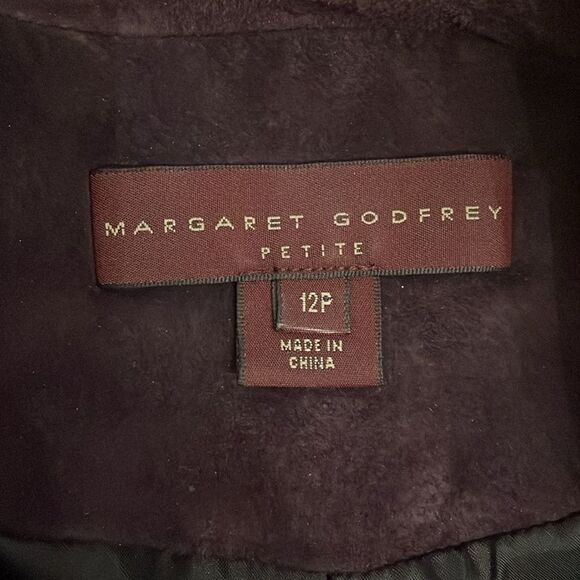 MARGARET GODFREY
PETITE
12P
MADE IN
CHINA